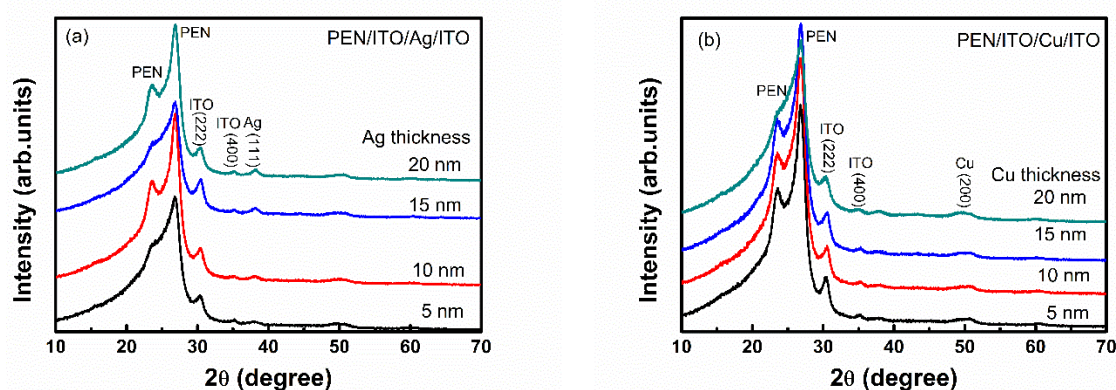 (a)
PEN/ITO/Ag/ITO
PEN
PEN
ITO
(222)
ITO
(400)
Ag
(111)
Ag thickness
20 nm
15 nm
10 nm
5 nm
Intensity (arb.units)
10 20 30 40 50 60 70
2θ (degree)
(b)
PEN/ITO/Cu/ITO
PEN
PEN
ITO
(222)
ITO
(400)
Cu
(200)
Cu thickness
20 nm
15 nm
10 nm
5 nm
Intensity (arb.units)
10 20 30 40 50 60 70
2θ (degree)